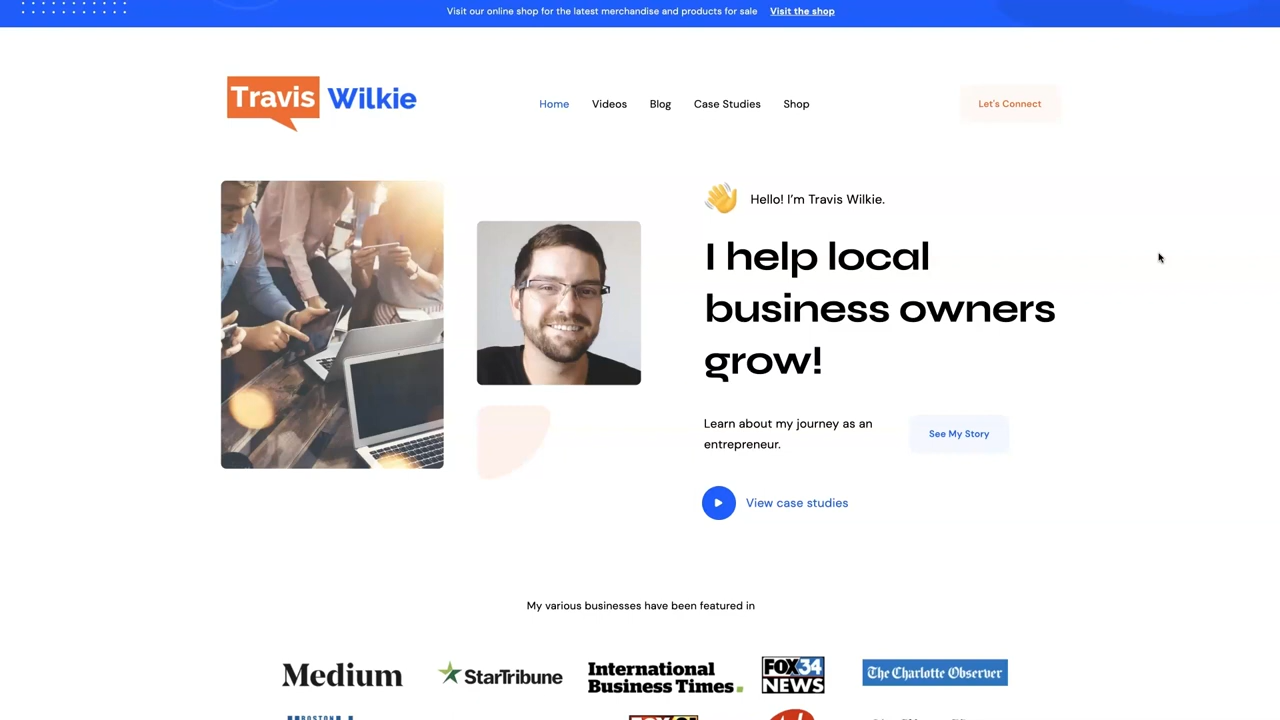 Visit our online shop for the latest merchandise and products for sale Visit the shop
Travis Wilkie
Home Videos Blog Case Studies Shop
Let's Connect
Hello! I'm Travis Wilkie.
I help local
business owners
grow!
Learn about my journey as an
entrepreneur.
See My Story
View case studies
My various businesses have been featured in
Medium
StarTribune
International
Business Times.
FOX 34
NEWS
The Charlotte Observer
BOSTON